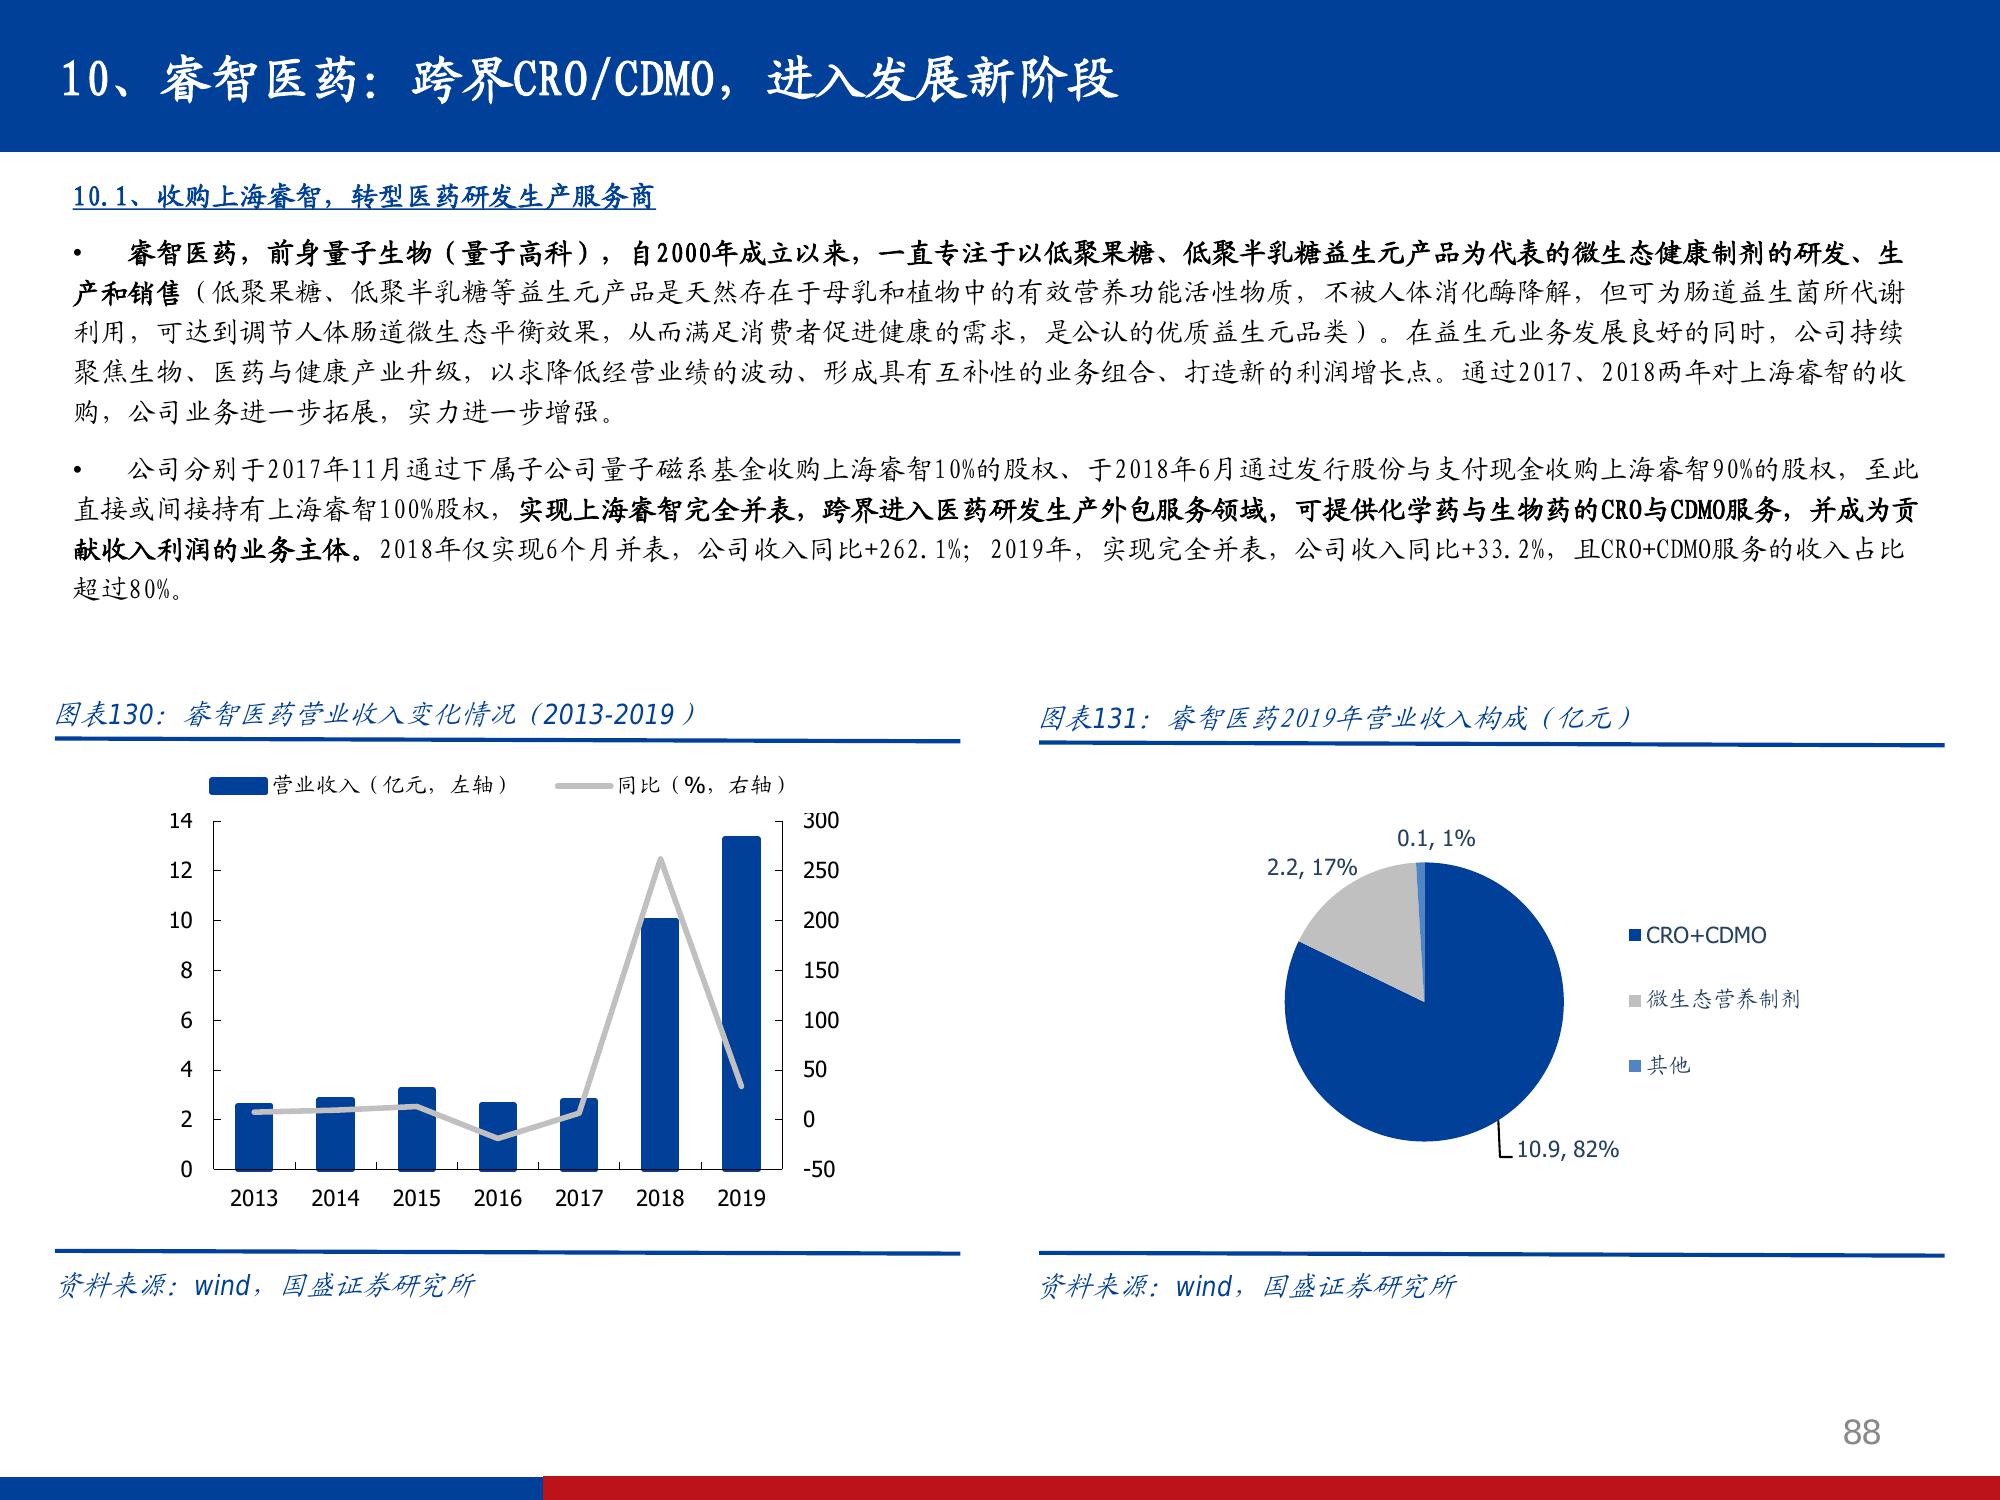 10、睿智医药：跨界CRO/CDMO，进入发展新阶段
10.1、收购上海睿智，转型医药研发生产服务商
• 睿智医药，前身量子生物（量子高科），自2000年成立以来，一直专注于以低聚果糖、低聚半乳糖益生元产品为代表的微生态健康制剂的研发、生
产和销售（低聚果糖、低聚半乳糖等益生元产品是天然存在于母乳和植物中的有效营养功能活性物质，不被人体消化酶降解，但可为肠道益生菌所代谢
利用，可达到调节人体肠道微生态平衡效果，从而满足消费者促进健康的需求，是公认的优质益生元品类）。在益生元业务发展良好的同时，公司持续
聚焦生物、医药与健康产业升级，以求降低经营业绩的波动、形成具有互补性的业务组合、打造新的利润增长点。通过2017、2018两年对上海睿智的收
购，公司业务进一步拓展，实力进一步增强。
• 公司分别于2017年11月通过下属子公司量子磁系基金收购上海睿智10%的股权、于2018年6月通过发行股份与支付现金收购上海睿智90%的股权，至此
直接或间接持有上海睿智100%股权，实现上海睿智完全并表，跨界进入医药研发生产外包服务领域，可提供化学药与生物药的CRO与CDMO服务，并成为贡
献收入利润的业务主体。2018年仅实现6个月并表，公司收入同比+262.1%；2019年，实现完全并表，公司收入同比+33.2%，且CRO+CDMO服务的收入占比
超过80%。
图表130：睿智医药营业收入变化情况（2013-2019）
营业收入（亿元，左轴） 同比（%，右轴）
14 300
12 250
10 200
8 150
6 100
4 50
2 0
0 -50
2013 2014 2015 2016 2017 2018 2019
资料来源：wind，国盛证券研究所
图表131：睿智医药2019年营业收入构成（亿元）
0.1, 1%
2.2, 17%
CRO+CDMO
微生态营养制剂
其他
10.9, 82%
资料来源：wind，国盛证券研究所
88